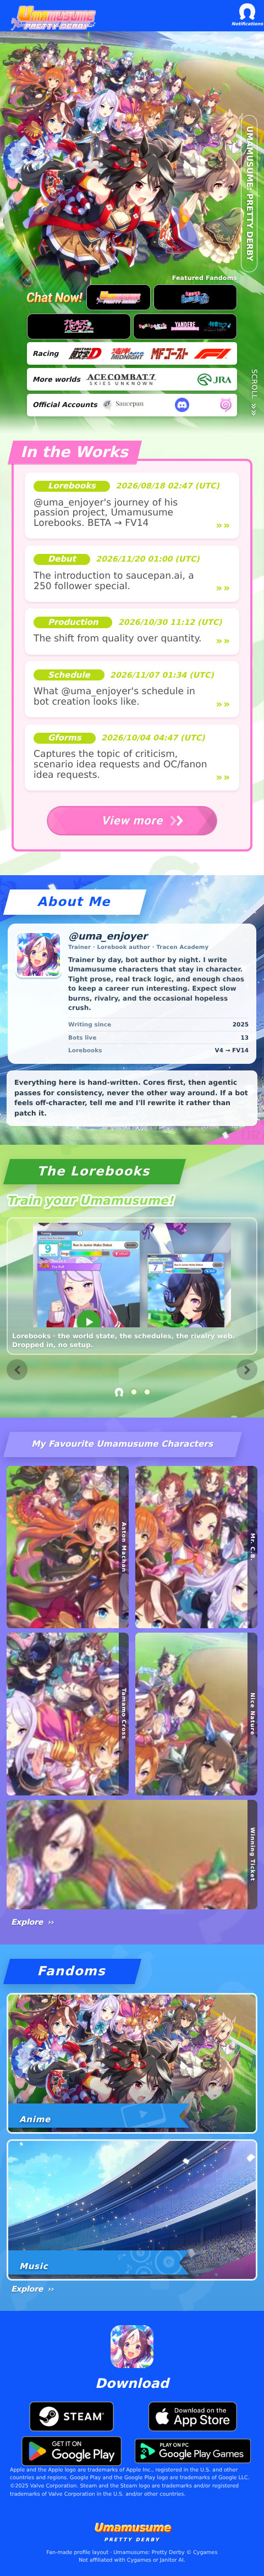 Umamusume
PRETTY DERBY
Notifications
UMAMUSUME: PRETTY DERBY
Featured Fandoms
Chat Now!
YANDERE
Racing
MIDNIGHT
MFゴースト
F1
More worlds
ACE COMBAT 7
SKIES UNKNOWN
JRA
Official Accounts
Saucepan
SCROLL
In the Works
Lorebooks 2026/08/18 02:47 (UTC)
@uma_enjoyer's journey of his
passion project, Umamusume
Lorebooks. BETA → FV14
Debut 2026/11/20 01:00 (UTC)
The introduction to saucepan.ai, a
250 follower special.
Production 2026/10/30 11:12 (UTC)
The shift from quality over quantity.
Schedule 2026/11/07 01:34 (UTC)
What @uma_enjoyer's schedule in
bot creation looks like.
Gforms 2026/10/04 04:47 (UTC)
Captures the topic of criticism,
scenario idea requests and OC/fanon
idea requests.
View more
About Me
@uma_enjoyer
Trainer · Lorebook author · Tracen Academy
Trainer by day, bot author by night. I write
Umamusume characters that stay in character.
Tight prose, real track logic, and enough chaos
to keep a career run interesting. Expect slow
burns, rivalry, and the occasional hopeless
crush.
Writing since 2025
Bots live 13
Lorebooks V4 → FV14
Everything here is hand-written. Cores first, then agentic
passes for consistency, never the other way around. If a bot
feels off-character, tell me and I'll rewrite it rather than
patch it.
The Lorebooks
Train your Umamusume!
Lorebooks · the world state, the schedules, the rivalry web.
Dropped in, no setup.
My Favourite Umamusume Characters
Aston Machan
Mr. C.B.
Tamamo Cross
Nice Nature
Winning Ticket
Explore ››
Fandoms
Anime
Music
Explore ››
Download
STEAM
Download on the
App Store
GET IT ON
Google Play
PLAY ON PC
Google Play Games
Apple and the Apple logo are trademarks of Apple Inc., registered in the U.S. and other
countries and regions. Google Play and the Google Play logo are trademarks of Google LLC.
©2025 Valve Corporation. Steam and the Steam logo are trademarks and/or registered
trademarks of Valve Corporation in the U.S. and/or other countries.
Umamusume
PRETTY DERBY
Fan-made profile layout · Umamusume: Pretty Derby © Cygames
Not affiliated with Cygames or Janitor AI.